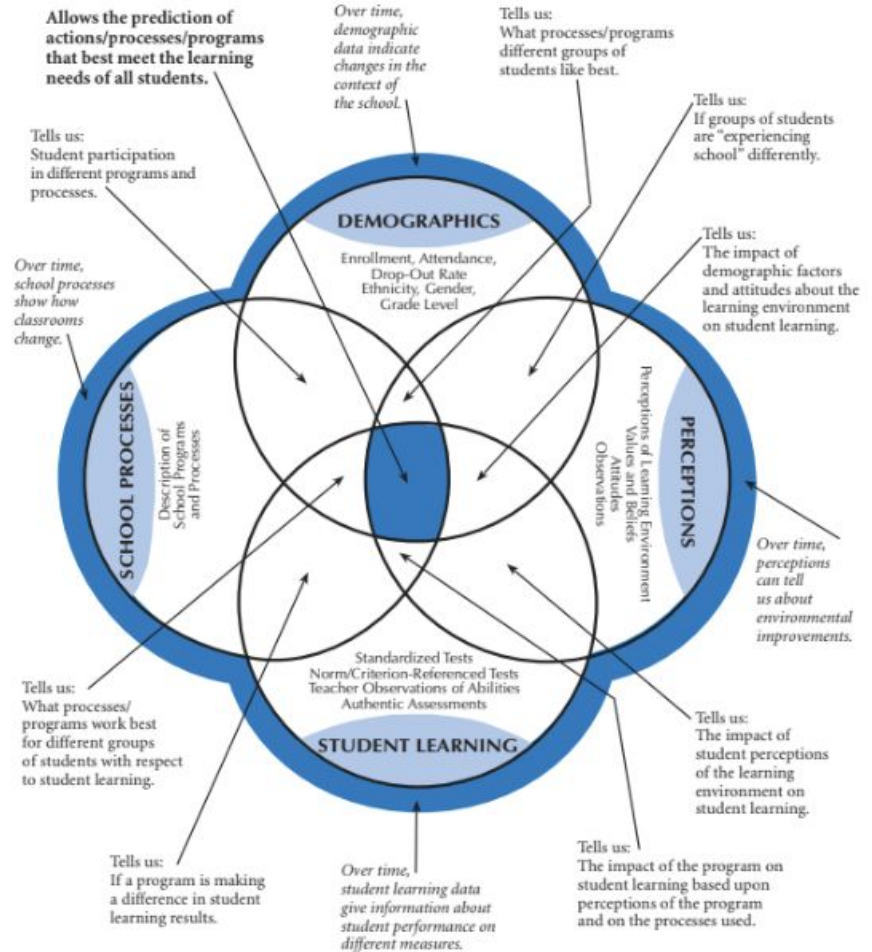 Allows the prediction of
actions/processes/programs
that best meet the learning
needs of all students.
Over time,
demographic
data indicate
changes in the
context of
the school.
Tells us:
What processes/programs
different groups of
students like best.
Tells us:
If groups of students
are “experiencing
school” differently.
Tells us:
Student participation
in different programs and
processes.
Tells us:
The impact of
demographic factors
and attitudes about the
learning environment
on student learning.
Over time,
school processes
show how
classrooms
change.
DEMOGRAPHICS
Enrollment, Attendance,
Drop-Out Rate
Ethnicity, Gender,
Grade Level
SCHOOL PROCESSES
Description of
School Programs
and Processes
PERCEPTIONS
Perceptions of Learning Environment
Values and Beliefs
Attitudes
Observations
Standardized Tests
Norm/Criterion-Referenced Tests
Teacher Observations of Abilities
Authentic Assessments
STUDENT LEARNING
Over time,
perceptions
can tell
us about
environmental
improvements.
Tells us:
What processes/
programs work best
for different groups
of students with respect
to student learning.
Tells us:
The impact of
student perceptions
of the learning
environment on
student learning.
Tells us:
If a program is making
a difference in student
learning results.
Over time,
student learning data
give information about
student performance on
different measures.
Tells us:
The impact of the program on
student learning based upon
perceptions of the program
and on the processes used.